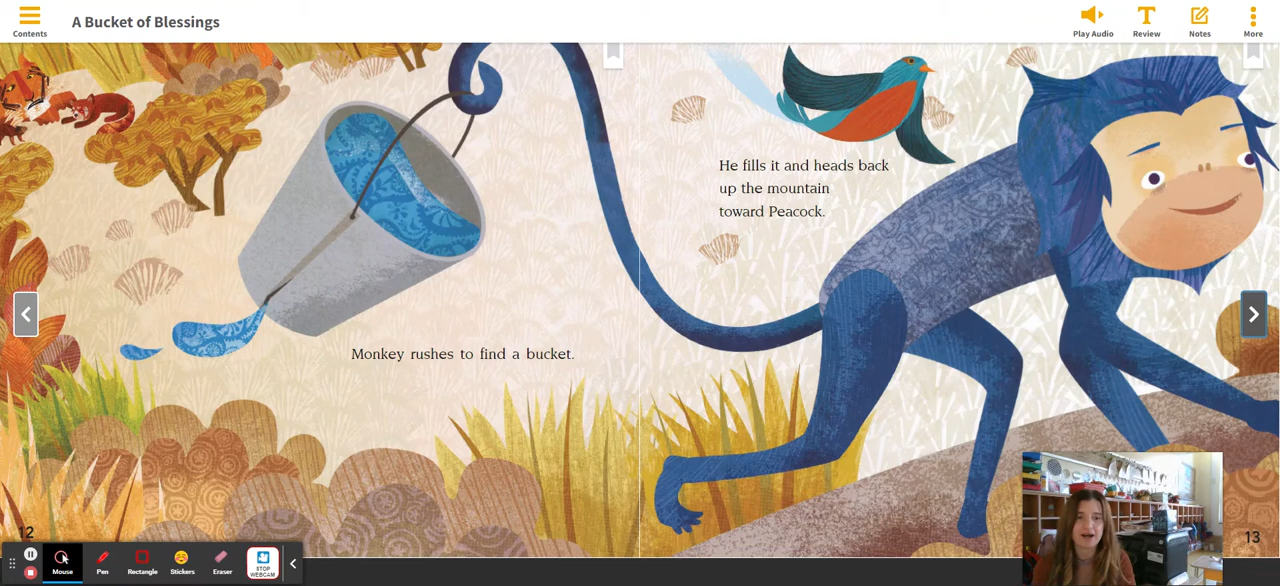 A Bucket of Blessings
Contents
Play Audio
Review
Notes
More
He fills it and heads back
up the mountain
toward Peacock.
Monkey rushes to find a bucket.
12
13
Mouse
Pen
Rectangle
Stickers
Eraser
STOP
WEBCAM